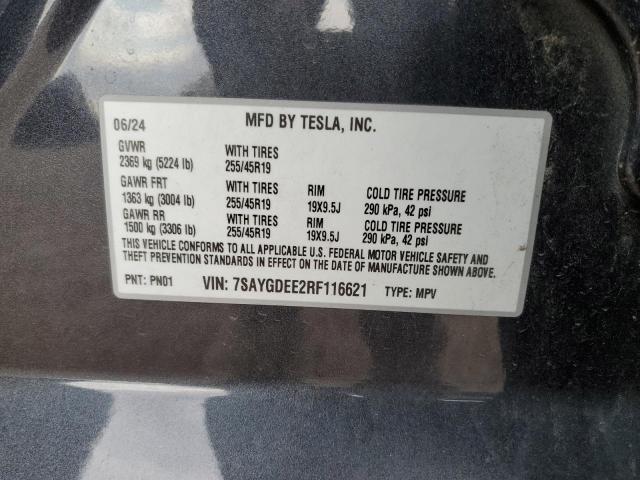 06/24 MFD BY TESLA, INC.
GVWR WITH TIRES
2369 kg (5224 lb) 255/45R19
GAWR FRT WITH TIRES RIM COLD TIRE PRESSURE
1363 kg (3004 lb) 255/45R19 19X9.5J 290 kPa, 42 psi
GAWR RR WITH TIRES RIM COLD TIRE PRESSURE
1500 kg (3306 lb) 255/45R19 19X9.5J 290 kPa, 42 psi
THIS VEHICLE CONFORMS TO ALL APPLICABLE U.S. FEDERAL MOTOR VEHICLE SAFETY AND
THEFT PREVENTION STANDARDS IN EFFECT ON THE DATE OF MANUFACTURE SHOWN ABOVE.
PNT: PN01 VIN: 7SAYGDEE2RF116621 TYPE: MPV